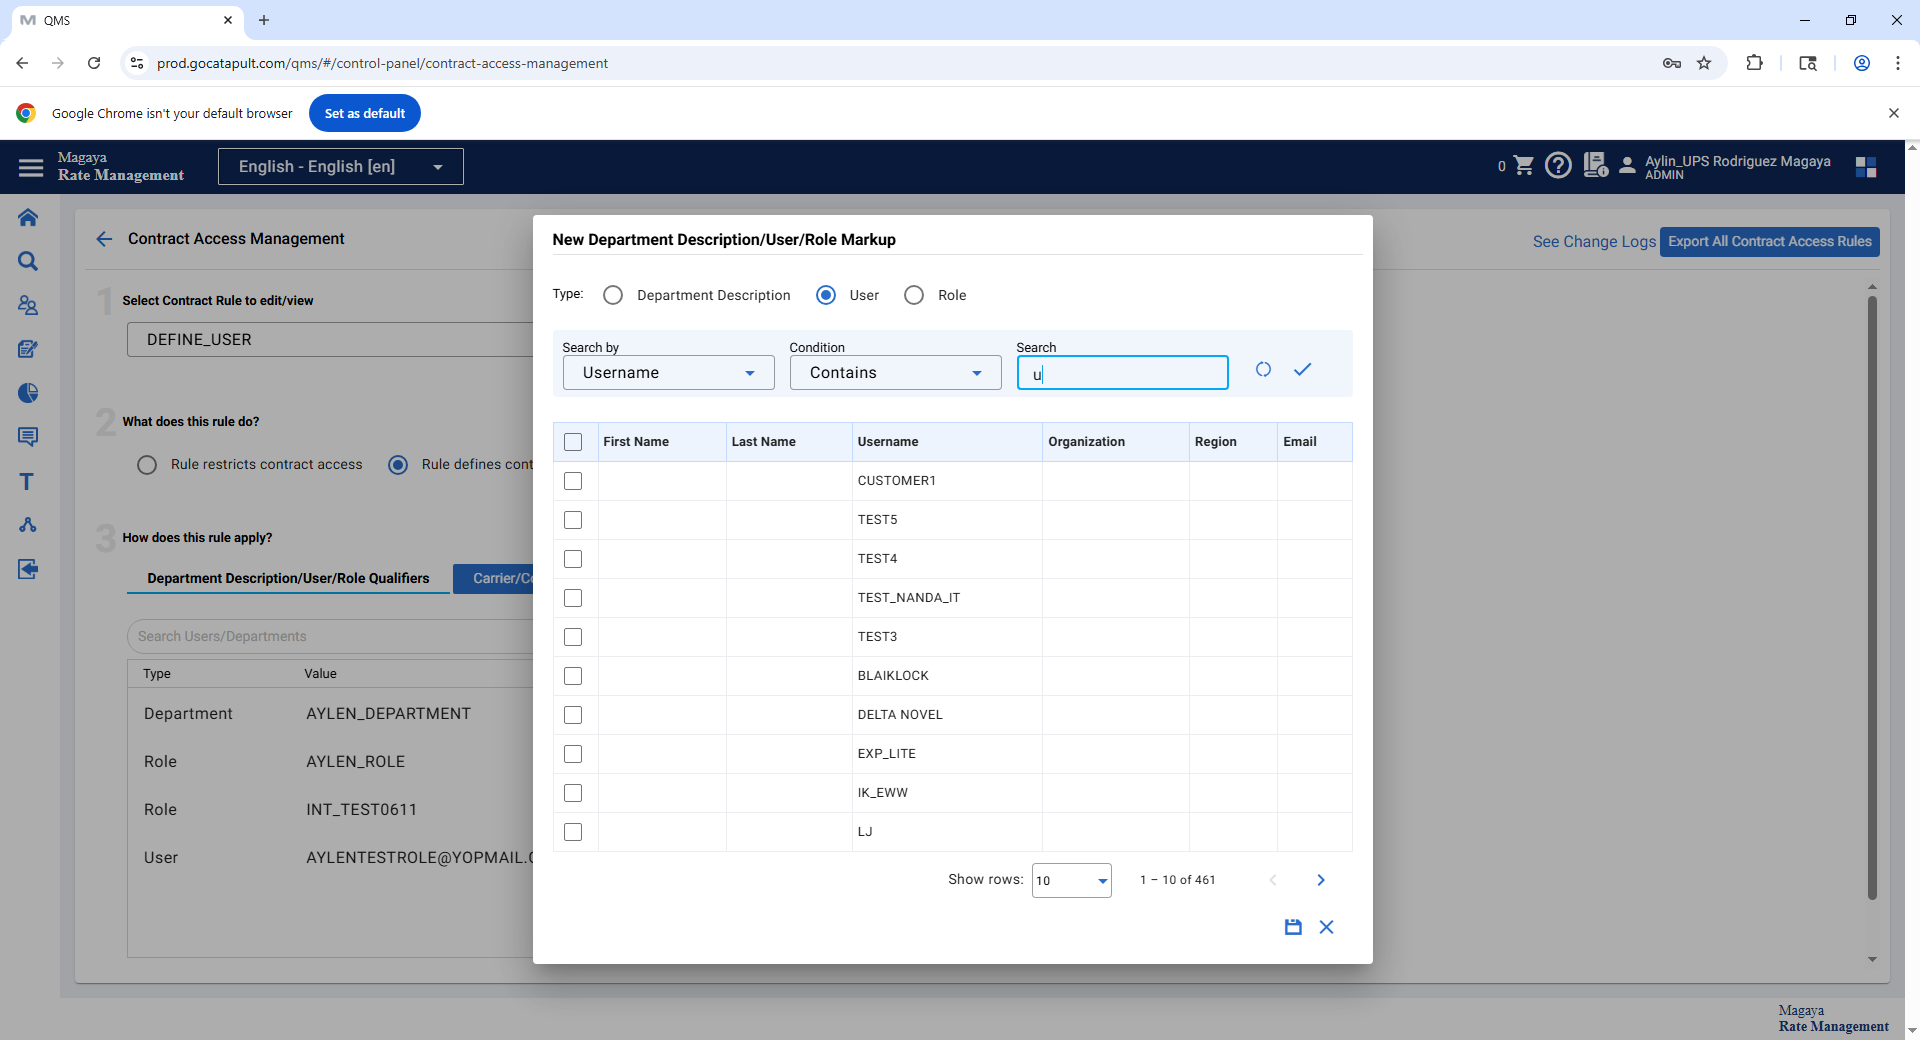 QMS
prod.gocatapult.com/qms/#/control-panel/contract-access-management
Google Chrome isn't your default browser
Set as default
Magaya
Rate Management
English - English [en]
0
Aylin_UPS Rodriguez Magaya
ADMIN
Contract Access Management
See Change Logs
Export All Contract Access Rules
1
Select Contract Rule to edit/view
DEFINE_USER
2
What does this rule do?
Rule restricts contract access
Rule defines cont
3
How does this rule apply?
Department Description/User/Role Qualifiers
Carrier/Co
Search Users/Departments
Type Value
Department AYLEN_DEPARTMENT
Role AYLEN_ROLE
Role INT_TEST0611
User AYLENTESTROLE@YOPMAIL.C
New Department Description/User/Role Markup
Type: Department Description User Role
Search by Condition Search
Username Contains u
First Name Last Name Username Organization Region Email
CUSTOMER1
TEST5
TEST4
TEST_NANDA_IT
TEST3
BLAIKLOCK
DELTA NOVEL
EXP_LITE
IK_EWW
LJ
Show rows: 10 1 – 10 of 461
Magaya
Rate Management